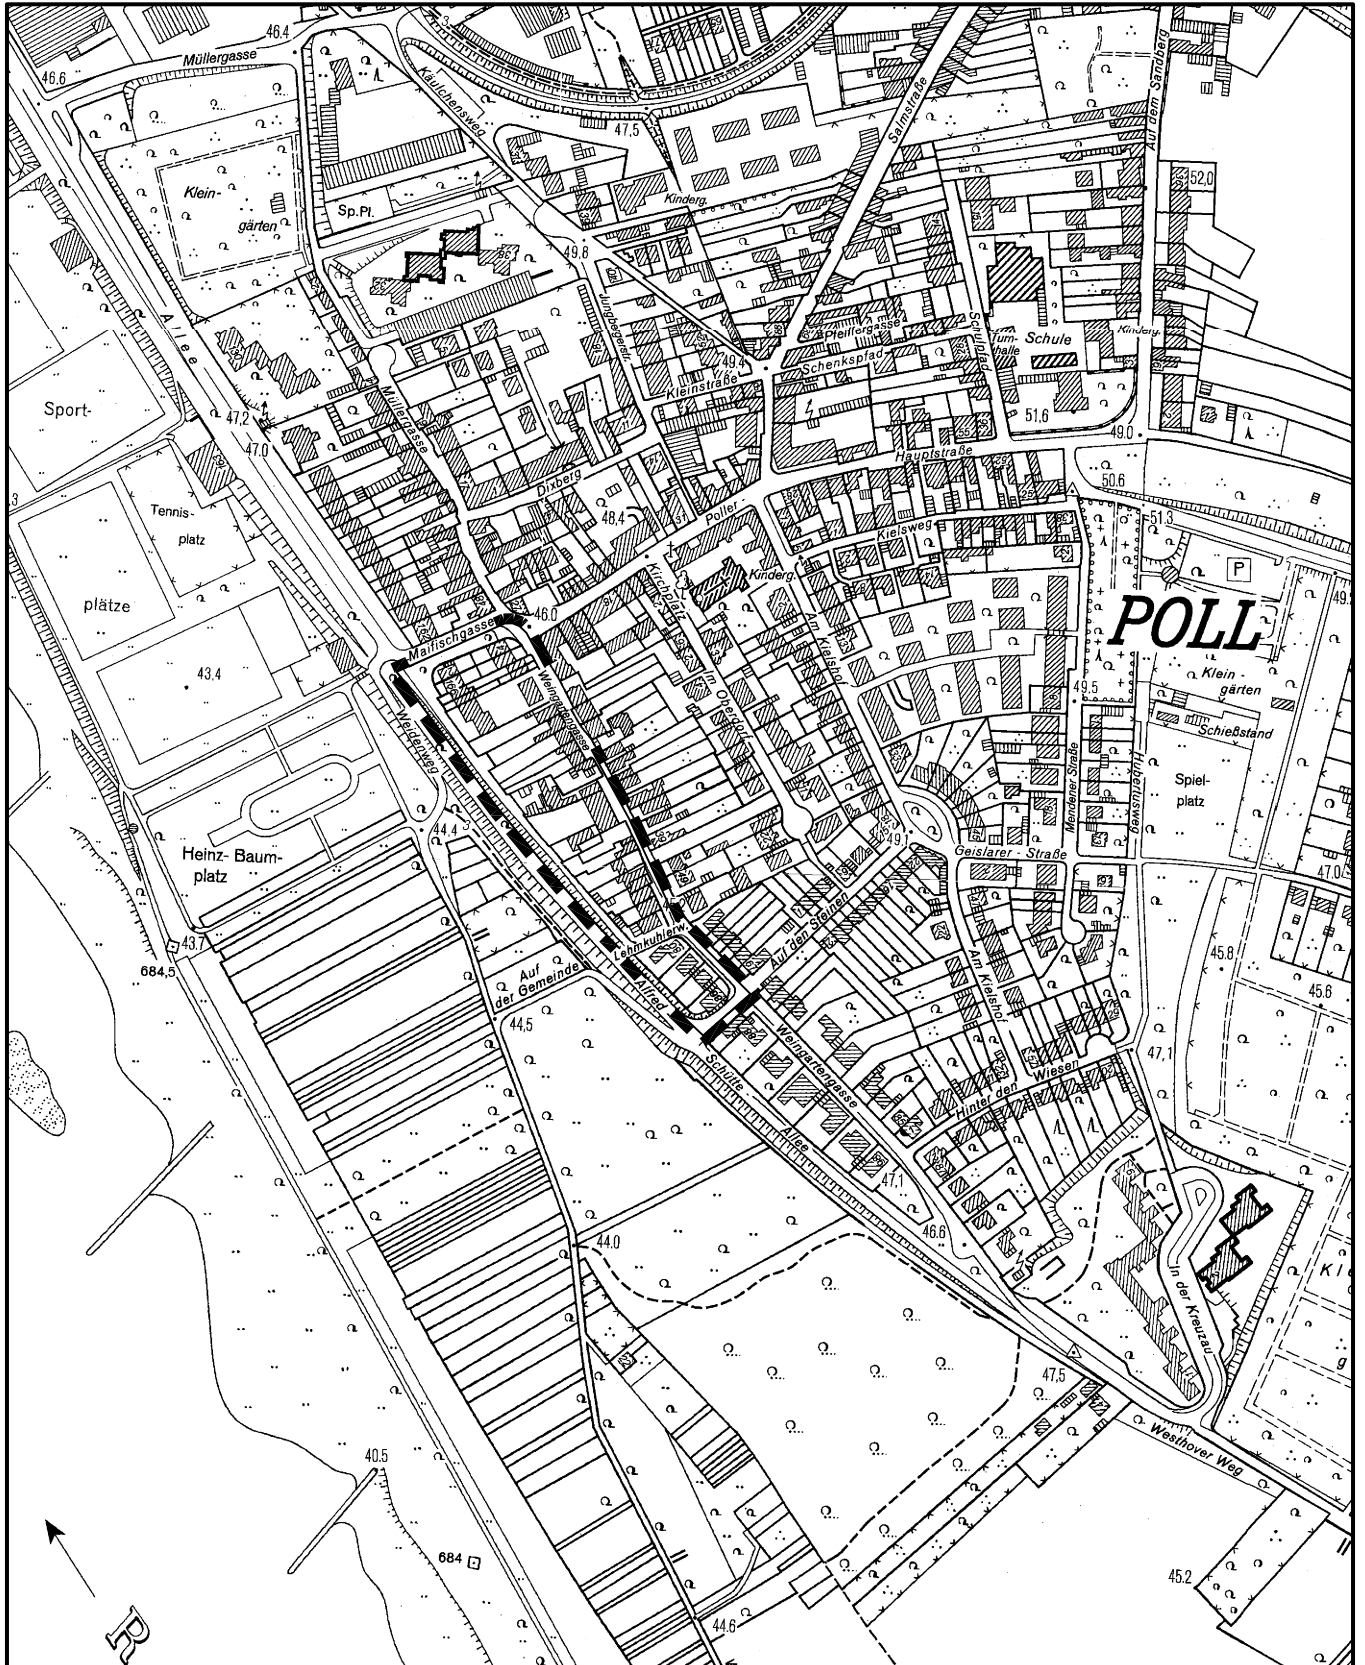 46.4
Müllergasse
46.6
Käulchensweg
47,5
Salmstraße
Auf dem Sandberg
52,0
Klein-
gärten
Sp.Pl.
Kinderg.
49,8
Allee
Jungbegerstr.
Pfeifergasse
Schenkspfad
Schulpfad
Turn-
halle
Schule
Kinderg.
49,4
Kleinstraße
Sport-
47,2
47.0
Müllergasse
51,6
49.0
Hauptstraße
50.6
Dixberg
48,4
Poller
Kielsweg
51.3
Tennis-
platz
P
plätze
Kirchplatz
Kinderg.
46.0
Maifischgasse
Am Kielshof
POLL
43,4
Weingartengasse
Im Oberdorf
49.5
Klein-
gärten
Schießstand
Weidenweg
Mendener Straße
Hubertusweg
Spiel-
platz
44.4
49.1
Geislarer - Straße
47.0
Heinz- Baum-
platz
43.7
684,5
Lehmkuhlerw.
Auf den Steinen
Auf
der Gemeinde
Alfred
Am Kielshof
45.8
45.6
44,5
Schütte
Weingartengasse
47,1
Hinter den Wiesen
Allee
47,1
46.6
44.0
In der Kreuzau
47,5
Westhover Weg
40.5
684
45.2
44.6
R